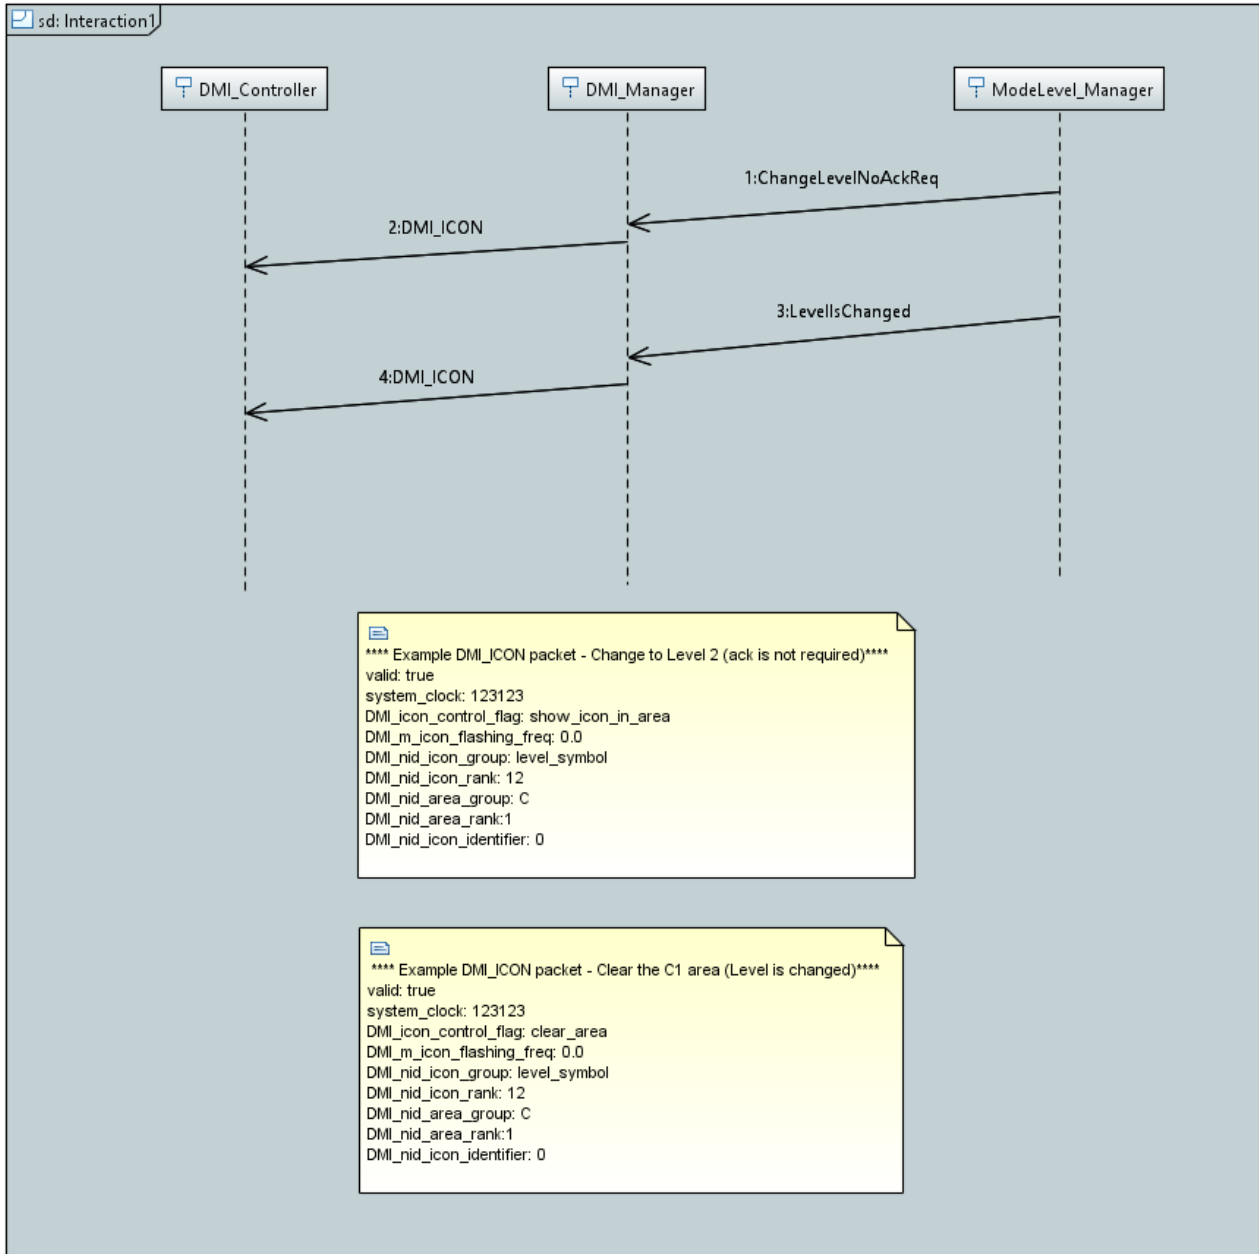 sd: Interaction1
DMI_Controller
DMI_Manager
ModeLevel_Manager
1:ChangeLevelNoAckReq
2:DMI_ICON
3:LevelIsChanged
4:DMI_ICON
**** Example DMI_ICON packet - Change to Level 2 (ack is not required)****
valid: true
system_clock: 123123
DMI_icon_control_flag: show_icon_in_area
DMI_m_icon_flashing_freq: 0.0
DMI_nid_icon_group: level_symbol
DMI_nid_icon_rank: 12
DMI_nid_area_group: C
DMI_nid_area_rank:1
DMI_nid_icon_identifier: 0
**** Example DMI_ICON packet - Clear the C1 area (Level is changed)****
valid: true
system_clock: 123123
DMI_icon_control_flag: clear_area
DMI_m_icon_flashing_freq: 0.0
DMI_nid_icon_group: level_symbol
DMI_nid_icon_rank: 12
DMI_nid_area_group: C
DMI_nid_area_rank:1
DMI_nid_icon_identifier: 0